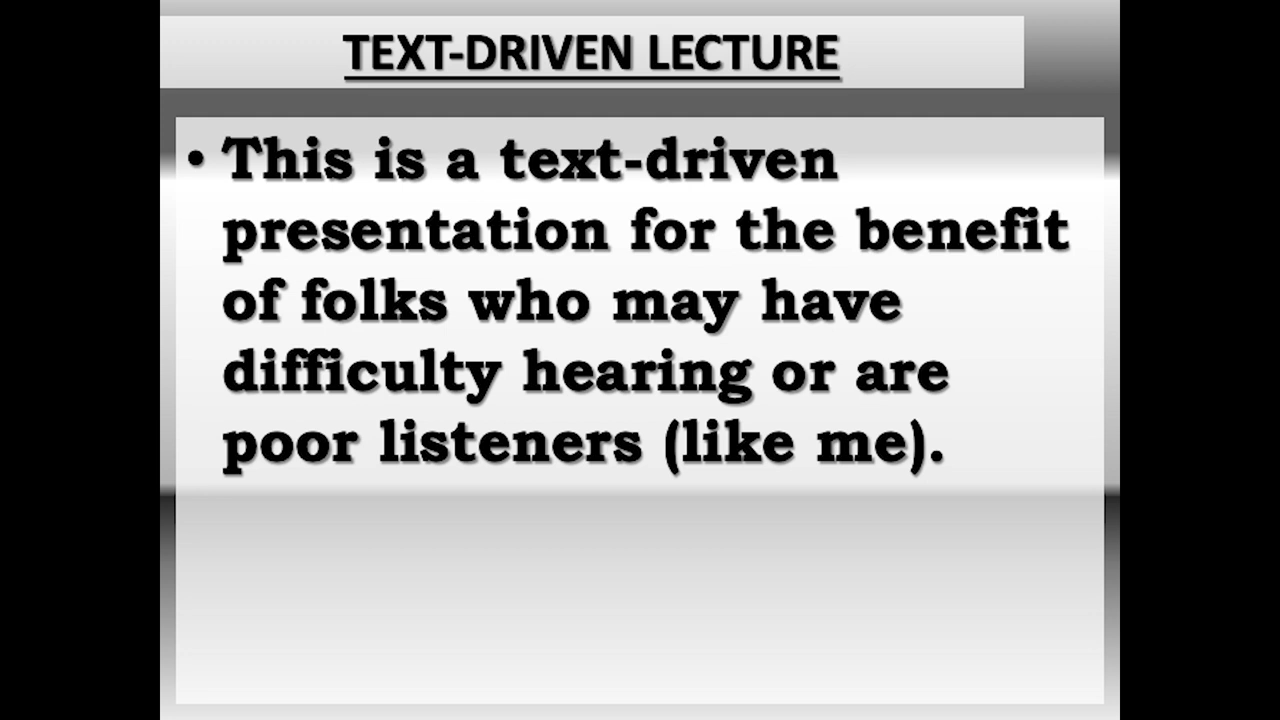 TEXT-DRIVEN LECTURE
• This is a text-driven
presentation for the benefit
of folks who may have
difficulty hearing or are
poor listeners (like me).